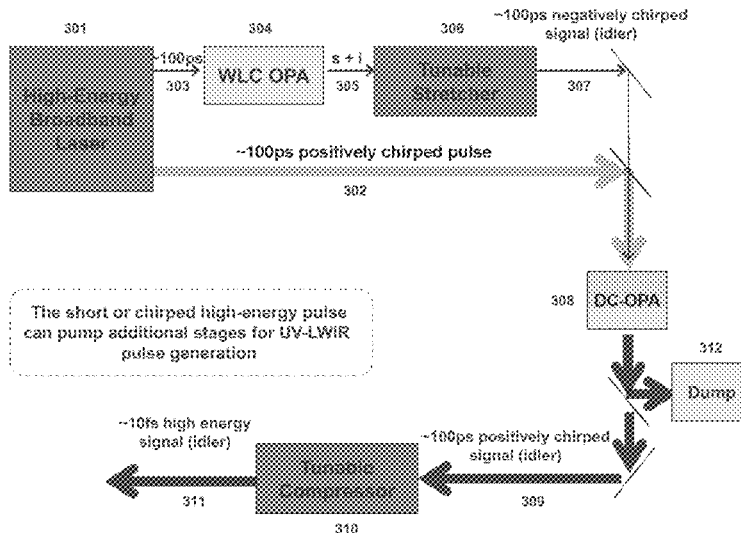 301
304
306
~100ps negatively chirped
signal (idler)
High-Energy
Broadband
Laser
~100ps
303
WLC OPA
s + i
305
Tunable
Stretcher
307
~100ps positively chirped pulse
302
308
DC-OPA
The short or chirped high-energy pulse
can pump additional stages for UV-LWIR
pulse generation
312
Dump
~10fs high energy
signal (idler)
~100ps positively chirped
signal (idler)
Tunable
Compressor
311
309
310